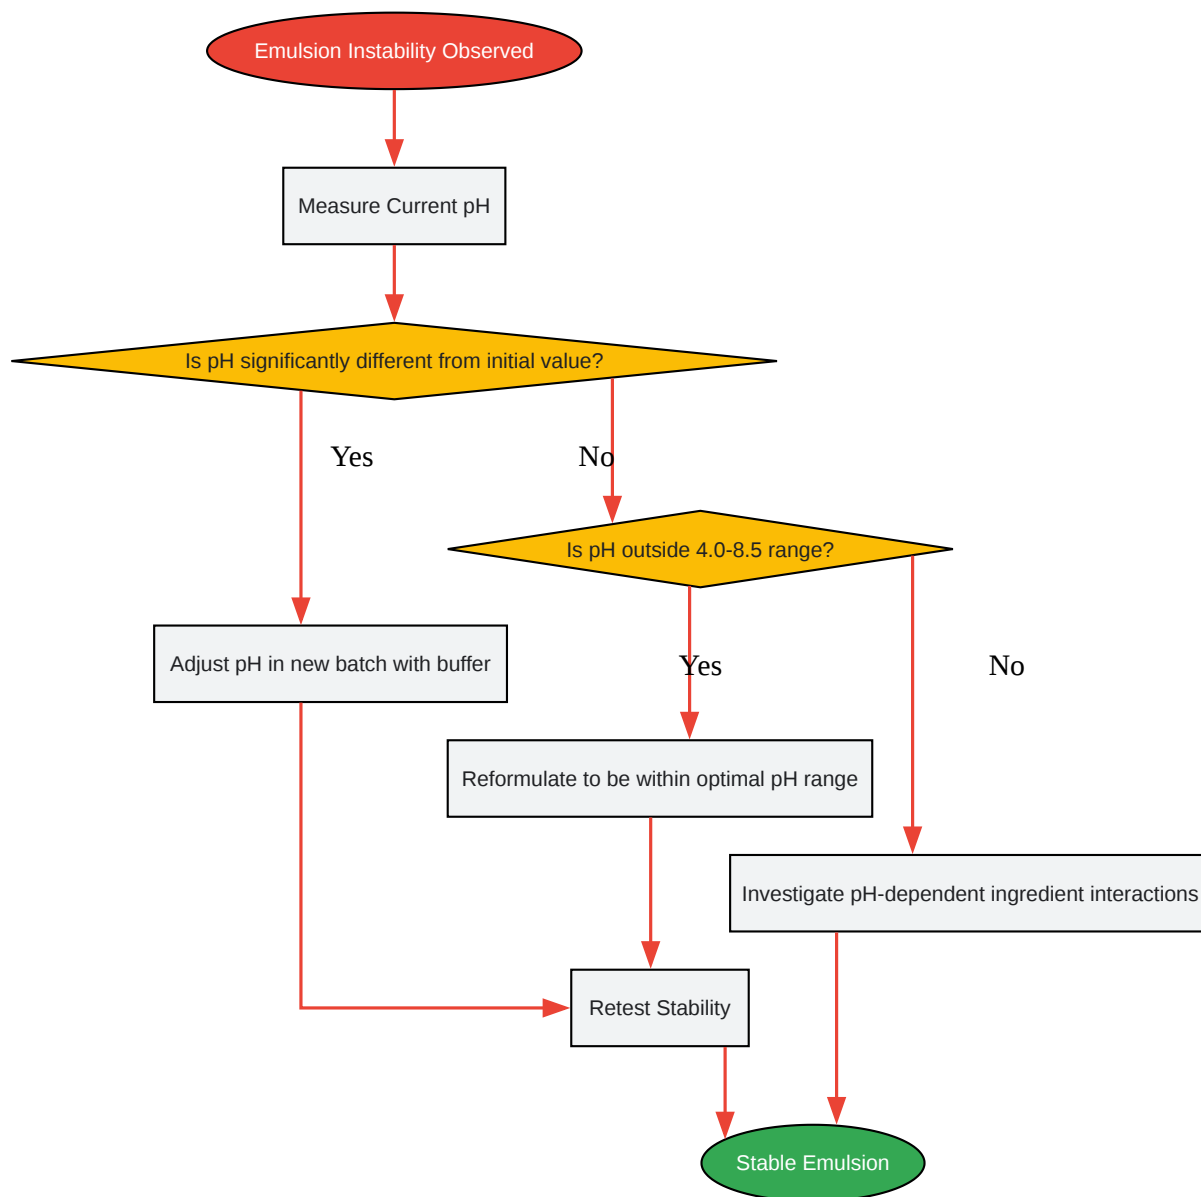 Emulsion Instability Observed
Measure Current pH
Is pH significantly different from initial value?
Yes
No
Is pH outside 4.0-8.5 range?
Adjust pH in new batch with buffer
Yes
No
Reformulate to be within optimal pH range
Investigate pH-dependent ingredient interactions
Retest Stability
Stable Emulsion